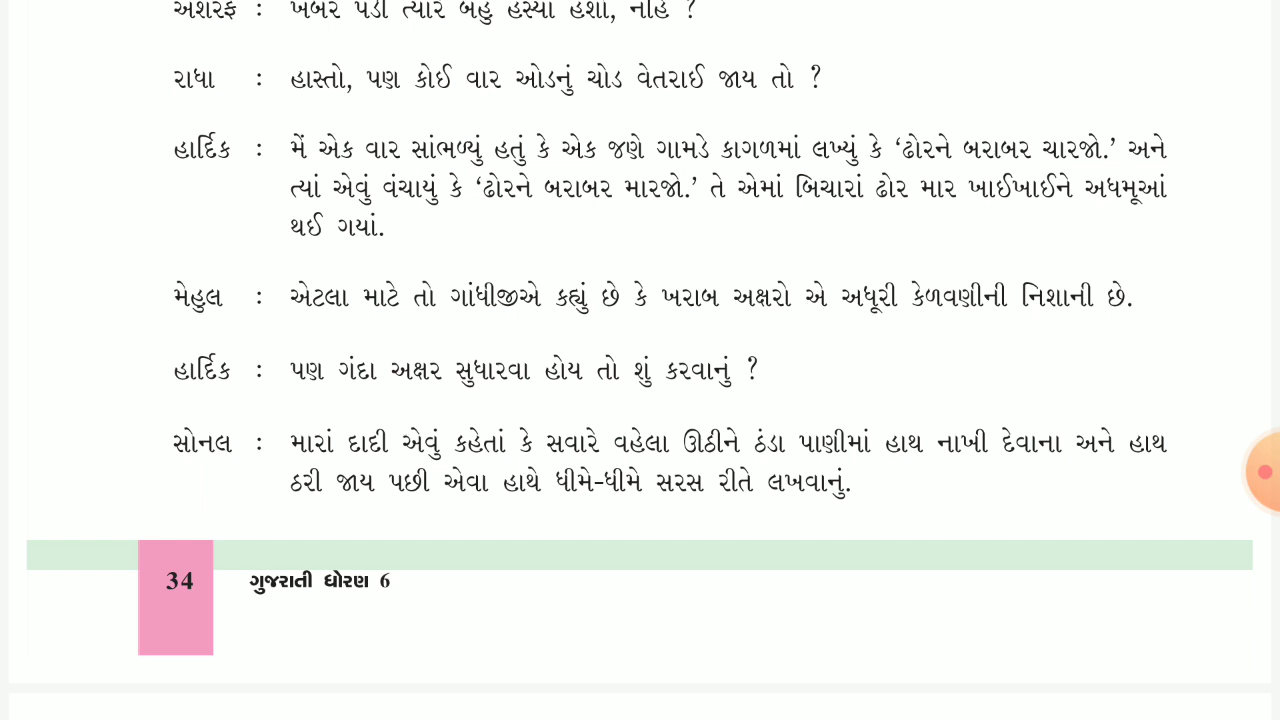 અશરફ : ખબર પડી ત્યારે બહુ હસ્યા હશો, નહિ ?
રાધા : હાસ્તો, પણ કોઈ વાર ઓડનું ચોડ વેતરાઈ જાય તો ?
હાર્દિક : મેં એક વાર સાંભળ્યું હતું કે એક જણે ગામડે કાગળમાં લખ્યું કે ‘ઢોરને બરાબર ચારજો.’ અને
ત્યાં એવું વંચાયું કે ‘ઢોરને બરાબર મારજો.’ તે એમાં બિચારાં ઢોર માર ખાઈખાઈને અધમૂઆં
થઈ ગયાં.
મેહુલ : એટલા માટે તો ગાંધીજીએ કહ્યું છે કે ખરાબ અક્ષરો એ અધૂરી કેળવણીની નિશાની છે.
હાર્દિક : પણ ગંદા અક્ષર સુધારવા હોય તો શું કરવાનું ?
સોનલ : મારાં દાદી એવું કહેતાં કે સવારે વહેલા ઊઠીને ઠંડા પાણીમાં હાથ નાખી દેવાના અને હાથ
ઠરી જાય પછી એવા હાથે ધીમે-ધીમે સરસ રીતે લખવાનું.
34 ગુજરાતી ધોરણ 6